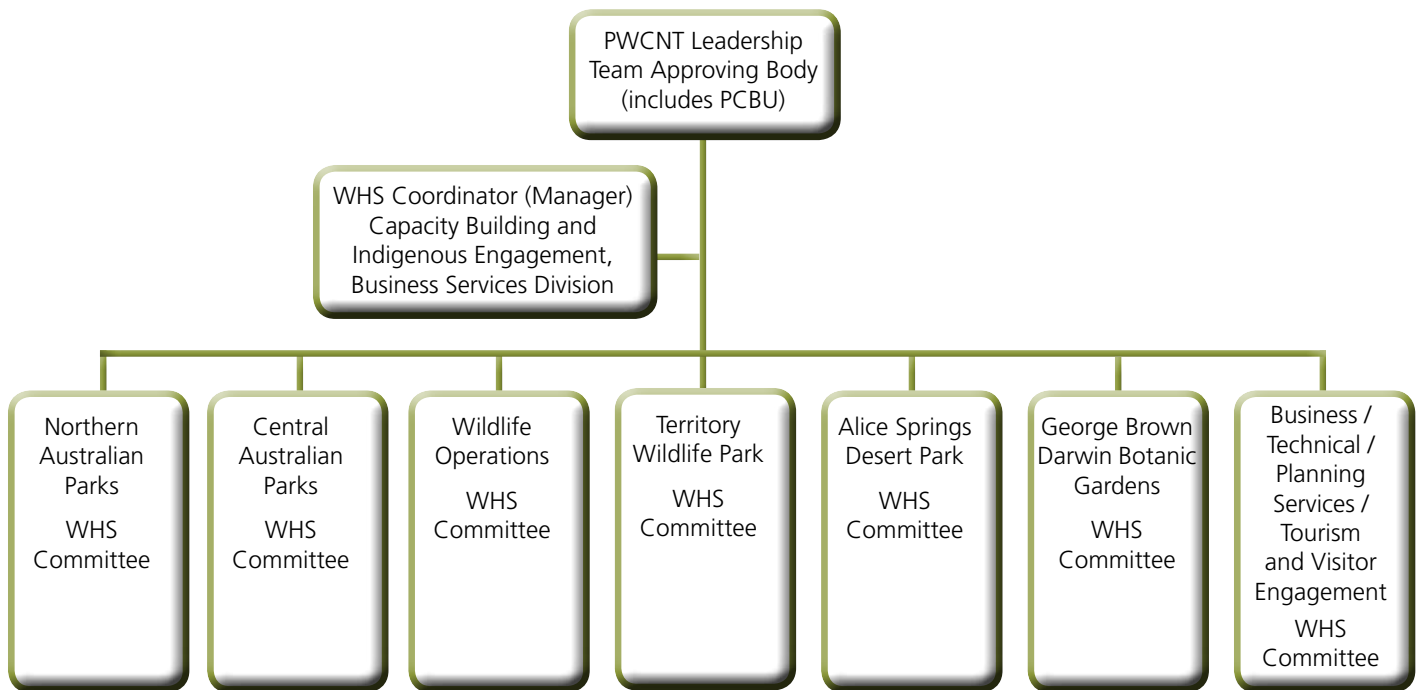 PWCNT Leadership
Team Approving Body
(includes PCBU)
WHS Coordinator (Manager)
Capacity Building and
Indigenous Engagement,
Business Services Division
Northern
Australian
Parks
WHS
Committee
Central
Australian
Parks
WHS
Committee
Wildlife
Operations
WHS
Committee
Territory
Wildlife Park
WHS
Committee
Alice Springs
Desert Park
WHS
Committee
George Brown
Darwin Botanic
Gardens
WHS
Committee
Business /
Technical /
Planning
Services /
Tourism
and Visitor
Engagement
WHS
Committee